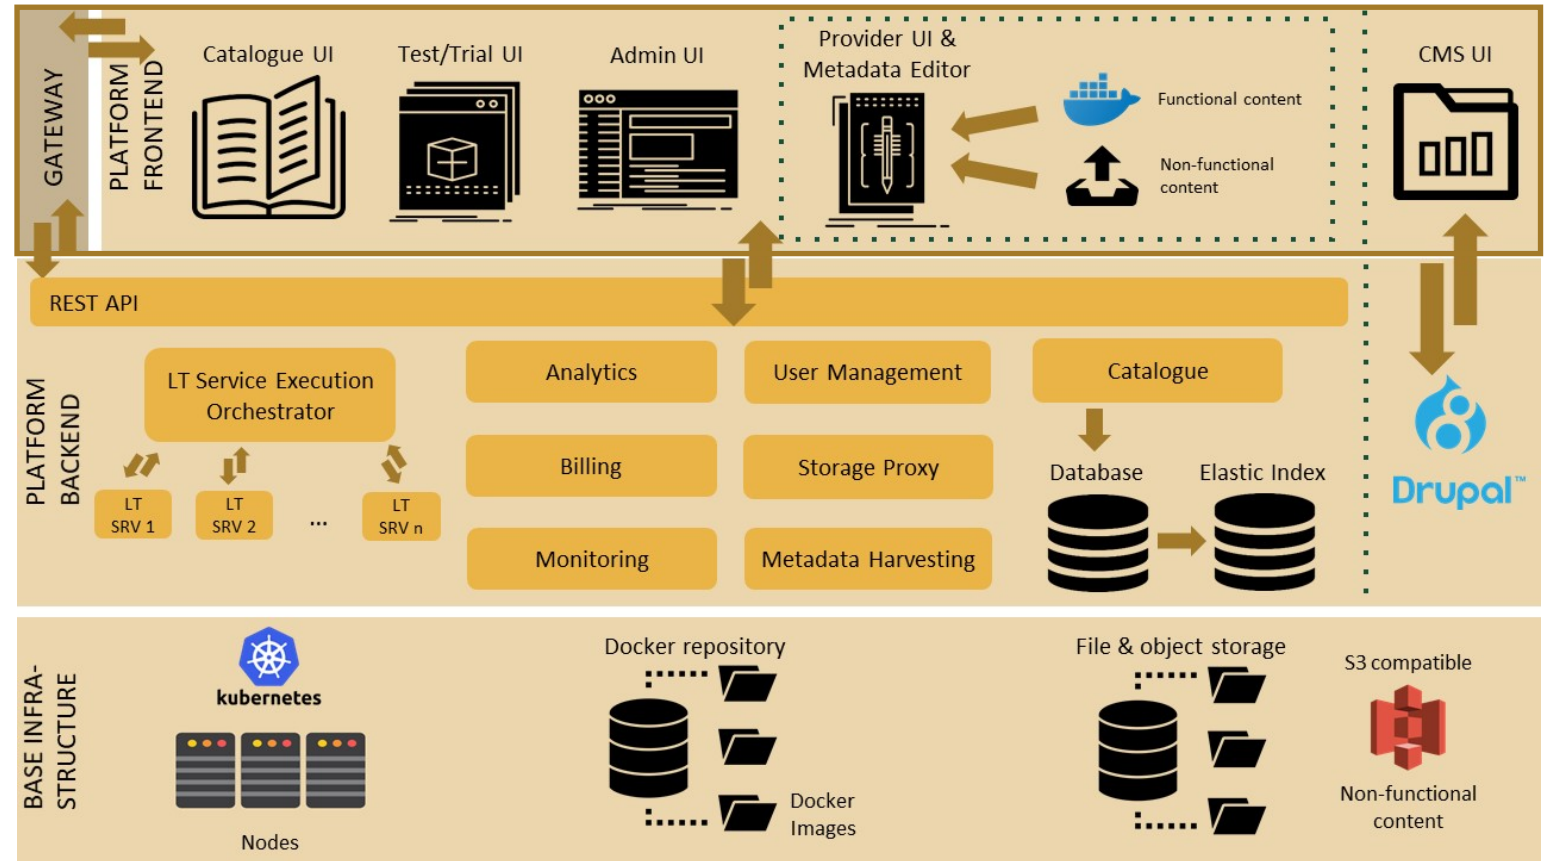 GATEWAY
PLATFORM
FRONTEND
Catalogue UI
Test/Trial UI
Admin UI
Provider UI &
Metadata Editor
Functional content
Non-functional
content
CMS UI
REST API
PLATFORM
BACKEND
LT Service Execution
Orchestrator
LT
SRV 1
LT
SRV 2
...
LT
SRV n
Analytics
User Management
Catalogue
Billing
Storage Proxy
Monitoring
Metadata Harvesting
Database
Elastic Index
Drupal™
BASE INFRA-
STRUCTURE
kubernetes
Nodes
Docker repository
Docker
Images
File & object storage
S3 compatible
Non-functional
content